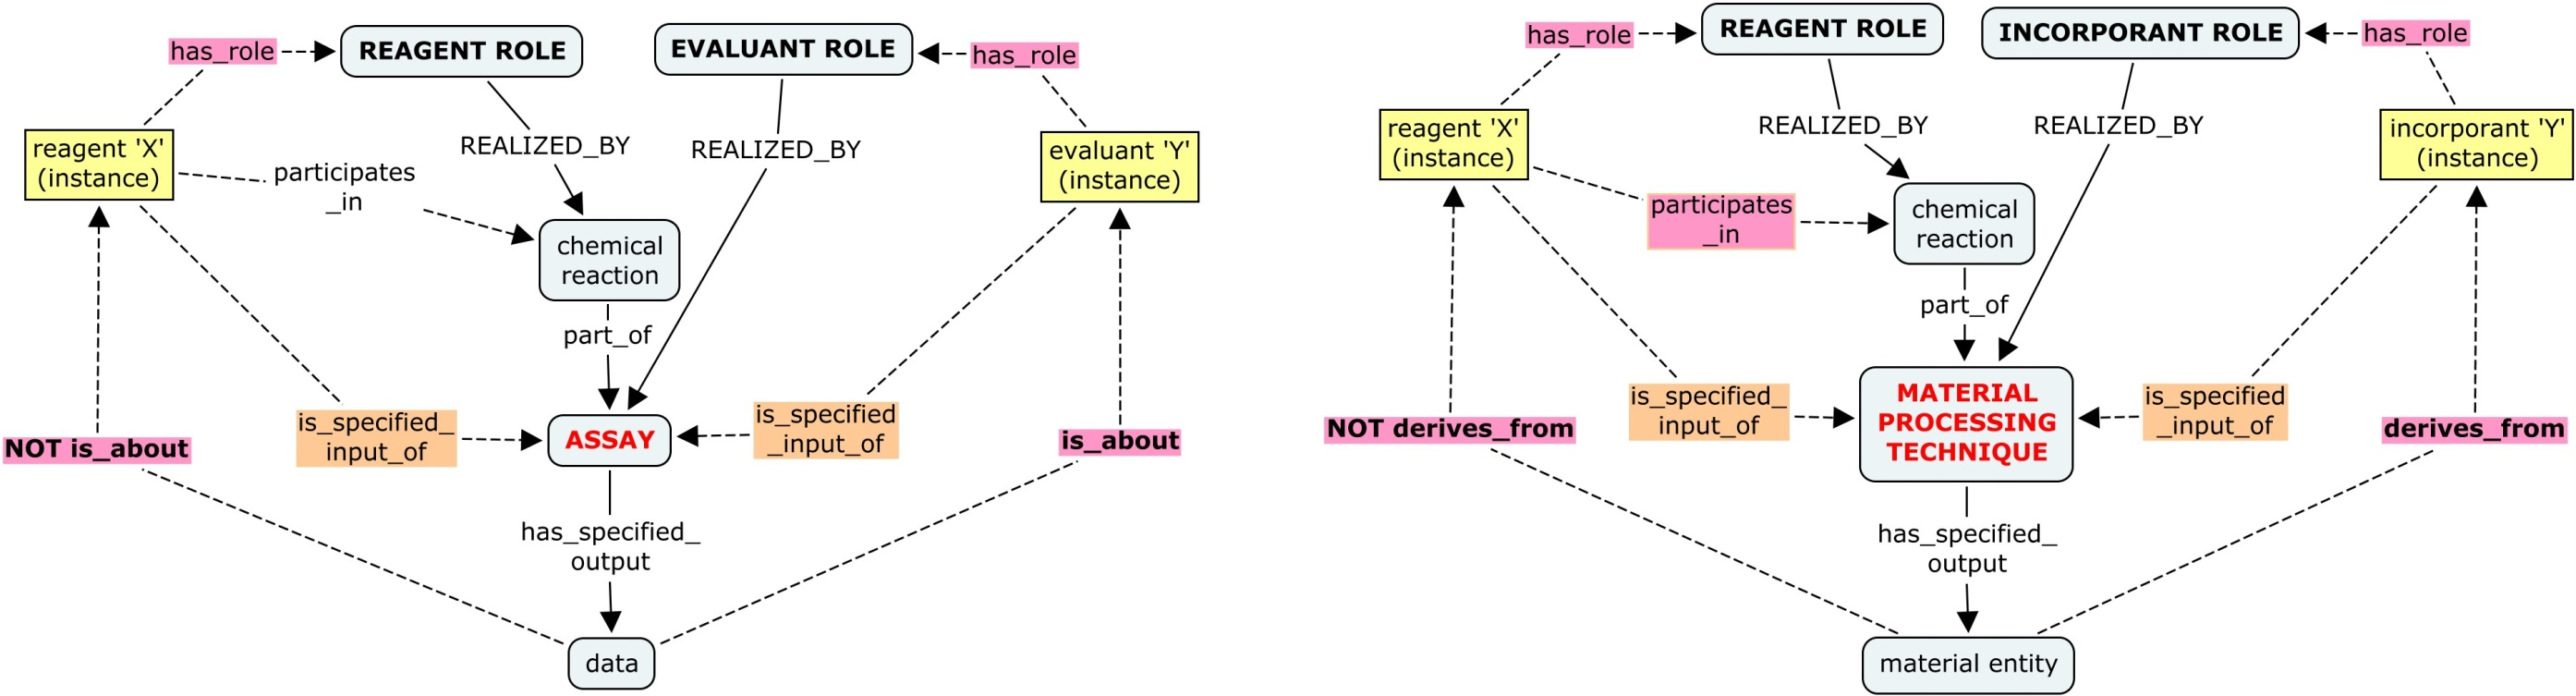 has_role
REAGENT ROLE
EVALUANT ROLE
has_role
reagent 'X'
(instance)
participates
_in
REALIZED_BY
REALIZED_BY
evaluant 'Y'
(instance)
chemical
reaction
part_of
NOT is_about
is_specified_
input_of
ASSAY
is_specified
_input_of
is_about
has_specified_
output
data
has_role
REAGENT ROLE
INCORPORANT ROLE
has_role
reagent 'X'
(instance)
REALIZED_BY
REALIZED_BY
incorporant 'Y'
(instance)
participates
_in
chemical
reaction
part_of
NOT derives_from
is_specified_
input_of
MATERIAL
PROCESSING
TECHNIQUE
is_specified
_input_of
derives_from
has_specified_
output
material entity